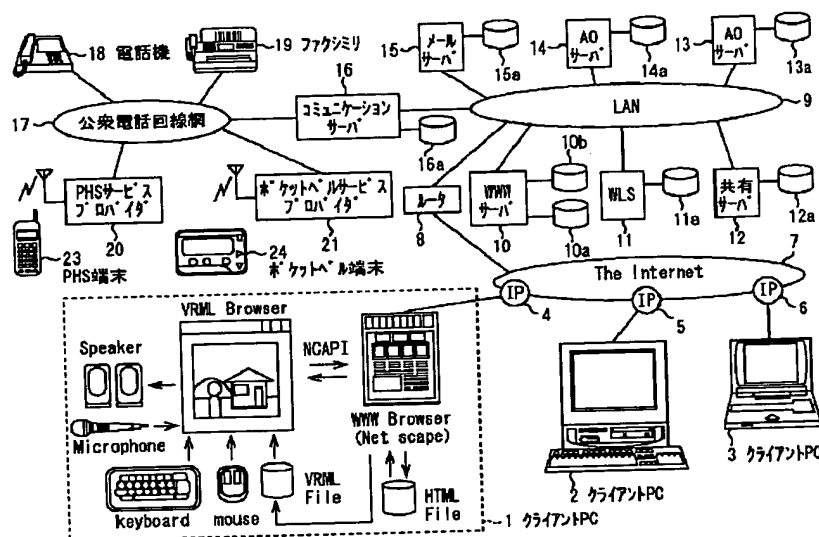 18 電話機
19 ファクシミリ
16
コミュニケーション
サーバ
16a
17
公衆電話回線網
15
メール
サーバ
15a
14
AO
サーバ
14a
13
AO
サーバ
13a
LAN
9
PHSサービス
プロバイダ
20
23
PHS端末
ポケットベルサービス
プロバイダ
21
24
ポケットベル端末
ルータ
8
WWW
サーバ
10
10b
10a
WLS
11
11a
共有
サーバ
12
12a
7
The Internet
IP
4
IP
5
IP
6
VRML Browser
Speaker
Microphone
NCAPI
WWW Browser
(Net scape)
keyboard
mouse
VRML
File
HTML
File
1 クライアントPC
2 クライアントPC
3 クライアントPC